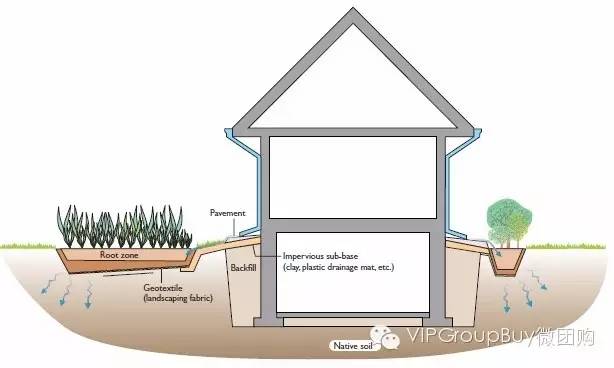 Pavement
Root zone
Impervious sub-base
(clay, plastic drainage mat, etc.)
Backfill
Geotextile
(landscaping fabric)
Native soil
VIPGroupBuy微团购